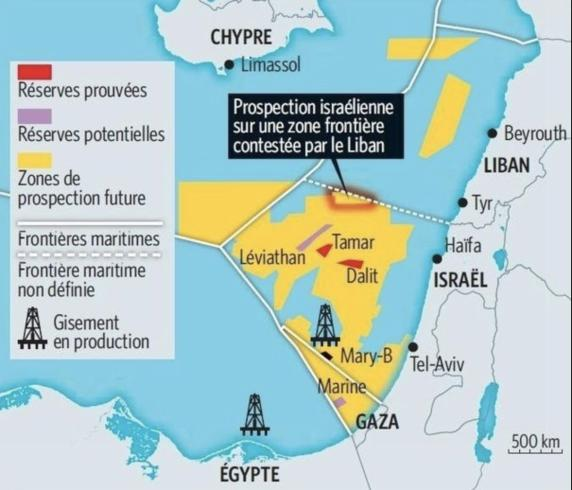 CHYPRE
Limassol
Réserves prouvées
Réserves potentielles
Zones de
prospection future
Frontières maritimes
Frontière maritime
non définie
Gisement
en production
Prospection israélienne
sur une zone frontière
contestée par le Liban
Beyrouth
LIBAN
Tyr
Haïfa
ISRAËL
Léviathan
Tamar
Dalit
Mary-B
Tel-Aviv
Marine
GAZA
ÉGYPTE
500 km